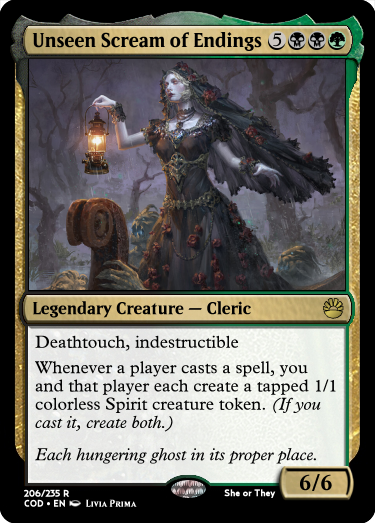 Unseen Scream of Endings 5
Legendary Creature — Cleric
Deathtouch, indestructible
Whenever a player casts a spell, you
and that player each create a tapped 1/1
colorless Spirit creature token. (If you
cast it, create both.)
Each hungering ghost in its proper place.
6/6
206/235 R
She or They
COD • EN Livia Prima